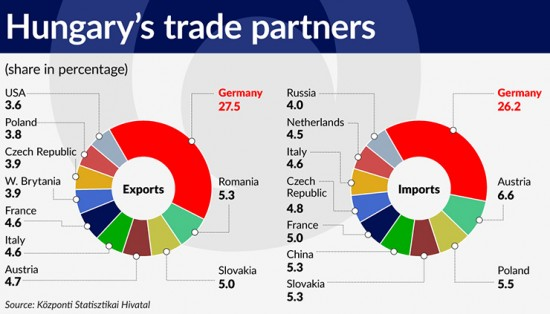 Hungary's trade partners
(share in percentage)
USA
3.6
Poland
3.8
Czech Republic
3.9
W. Brytania
3.9
France
4.6
Italy
4.6
Austria
4.7
Exports
Germany
27.5
Romania
5.3
Slovakia
5.0
Russia
4.0
Netherlands
4.5
Italy
4.6
Czech
Republic
4.8
France
5.0
China
5.3
Slovakia
5.3
Imports
Germany
26.2
Austria
6.6
Poland
5.5
Source: Központi Statisztikai Hivatal